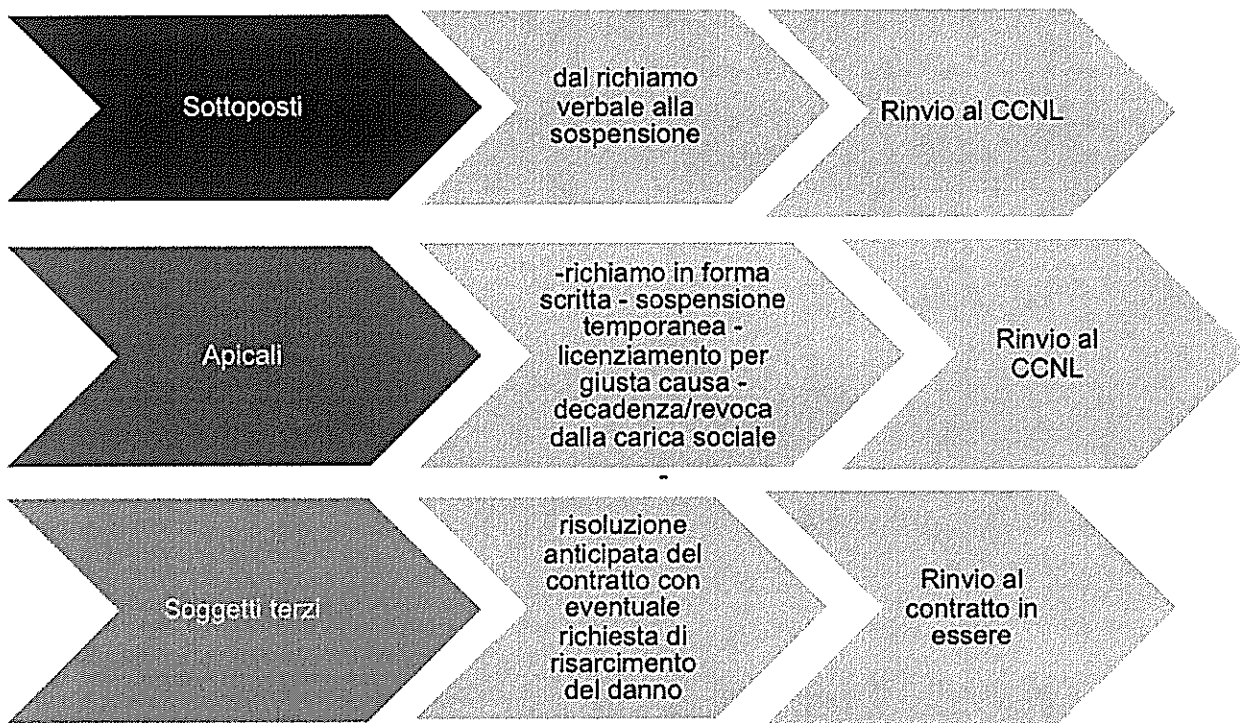 Sottoposti
dal richiamo
verbale alla
sospensione
Rinvio al CCNL
Apicali
-richiamo in forma
scritta - sospensione
temporanea -
licenziamento per
giusta causa -
decadenza/revoca
dalla carica sociale
-
Rinvio al
CCNL
Soggetti terzi
risoluzione
anticipata del
contratto con
eventuale
richiesta di
risarcimento
del danno
Rinvio al
contratto in
essere